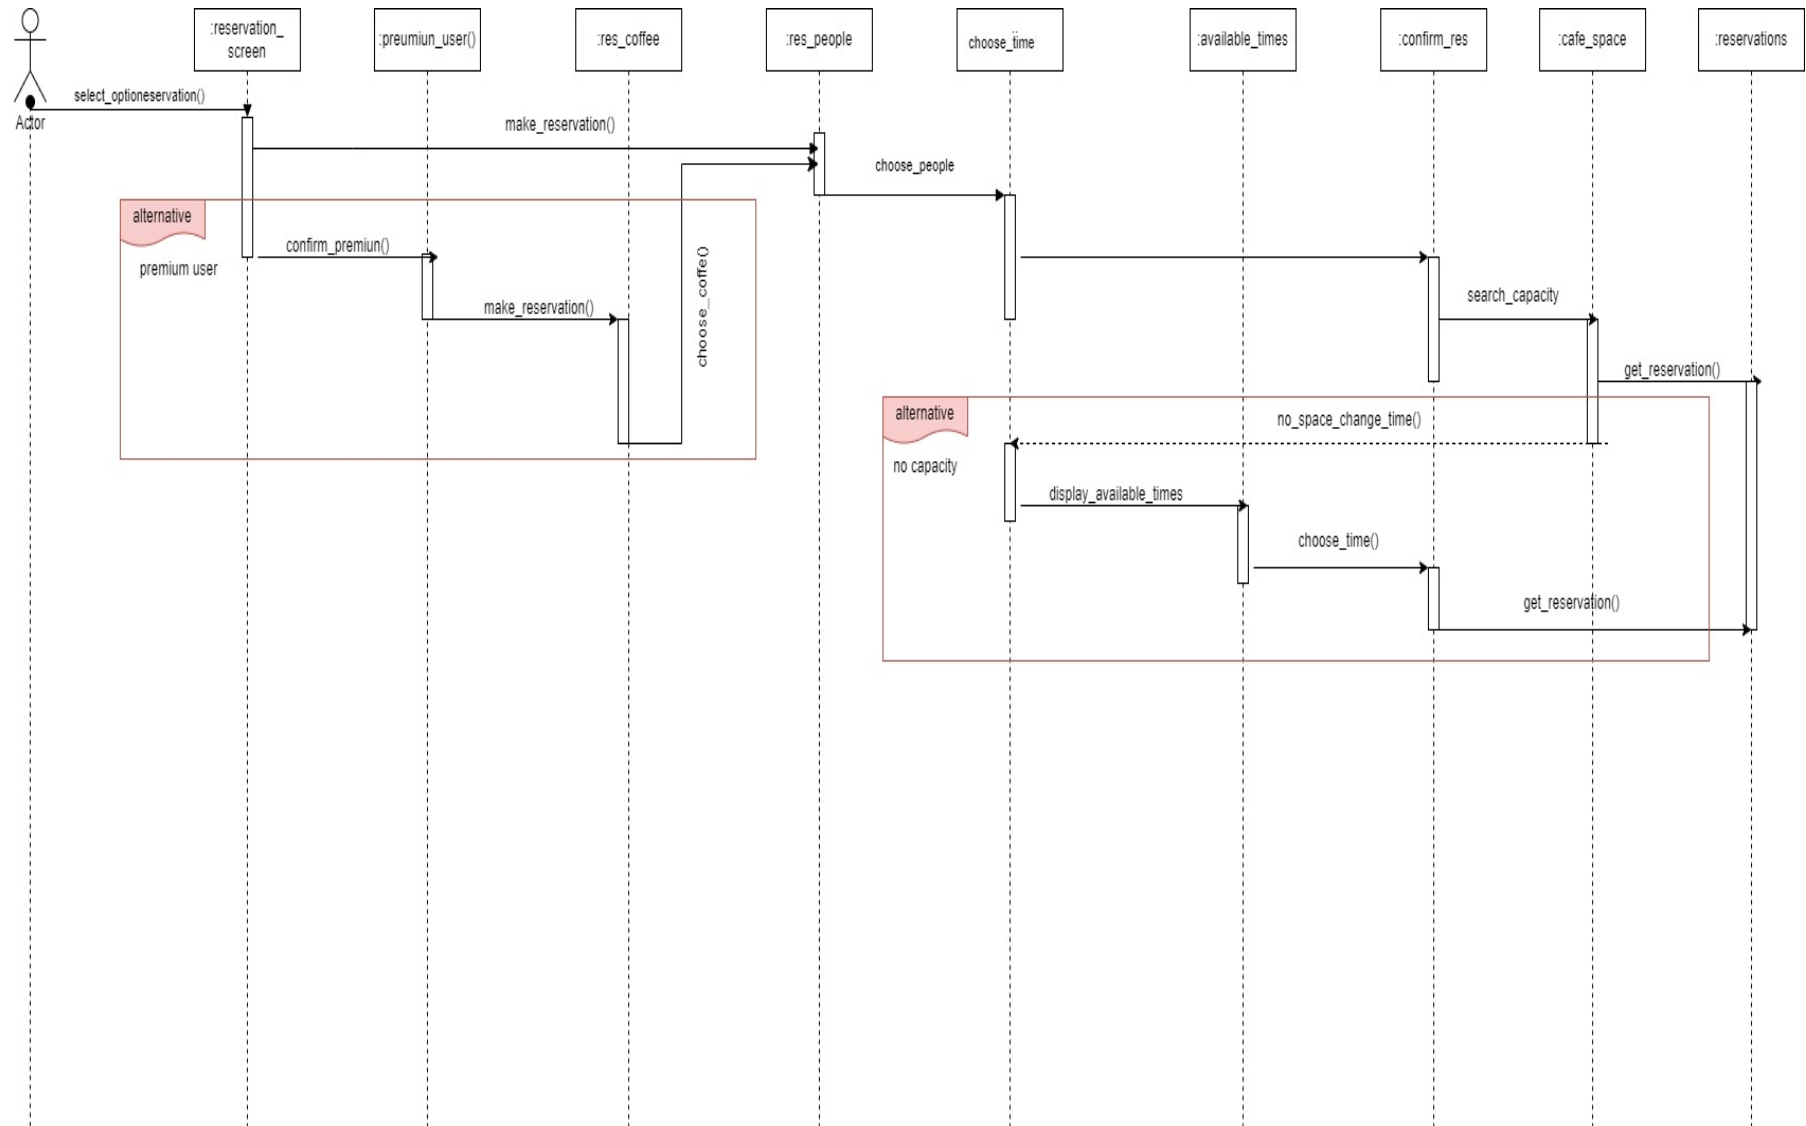 :reservation_
screen
:preumiun_user()
:res_coffee
:res_people
choose_time
:available_times
:confirm_res
:cafe_space
:reservations
Actor
select_optioneservation()
make_reservation()
choose_people
alternative
premium user
confirm_premiun()
make_reservation()
choose_coffe()
search_capacity
get_reservation()
alternative
no capacity
no_space_change_time()
display_available_times
choose_time()
get_reservation()